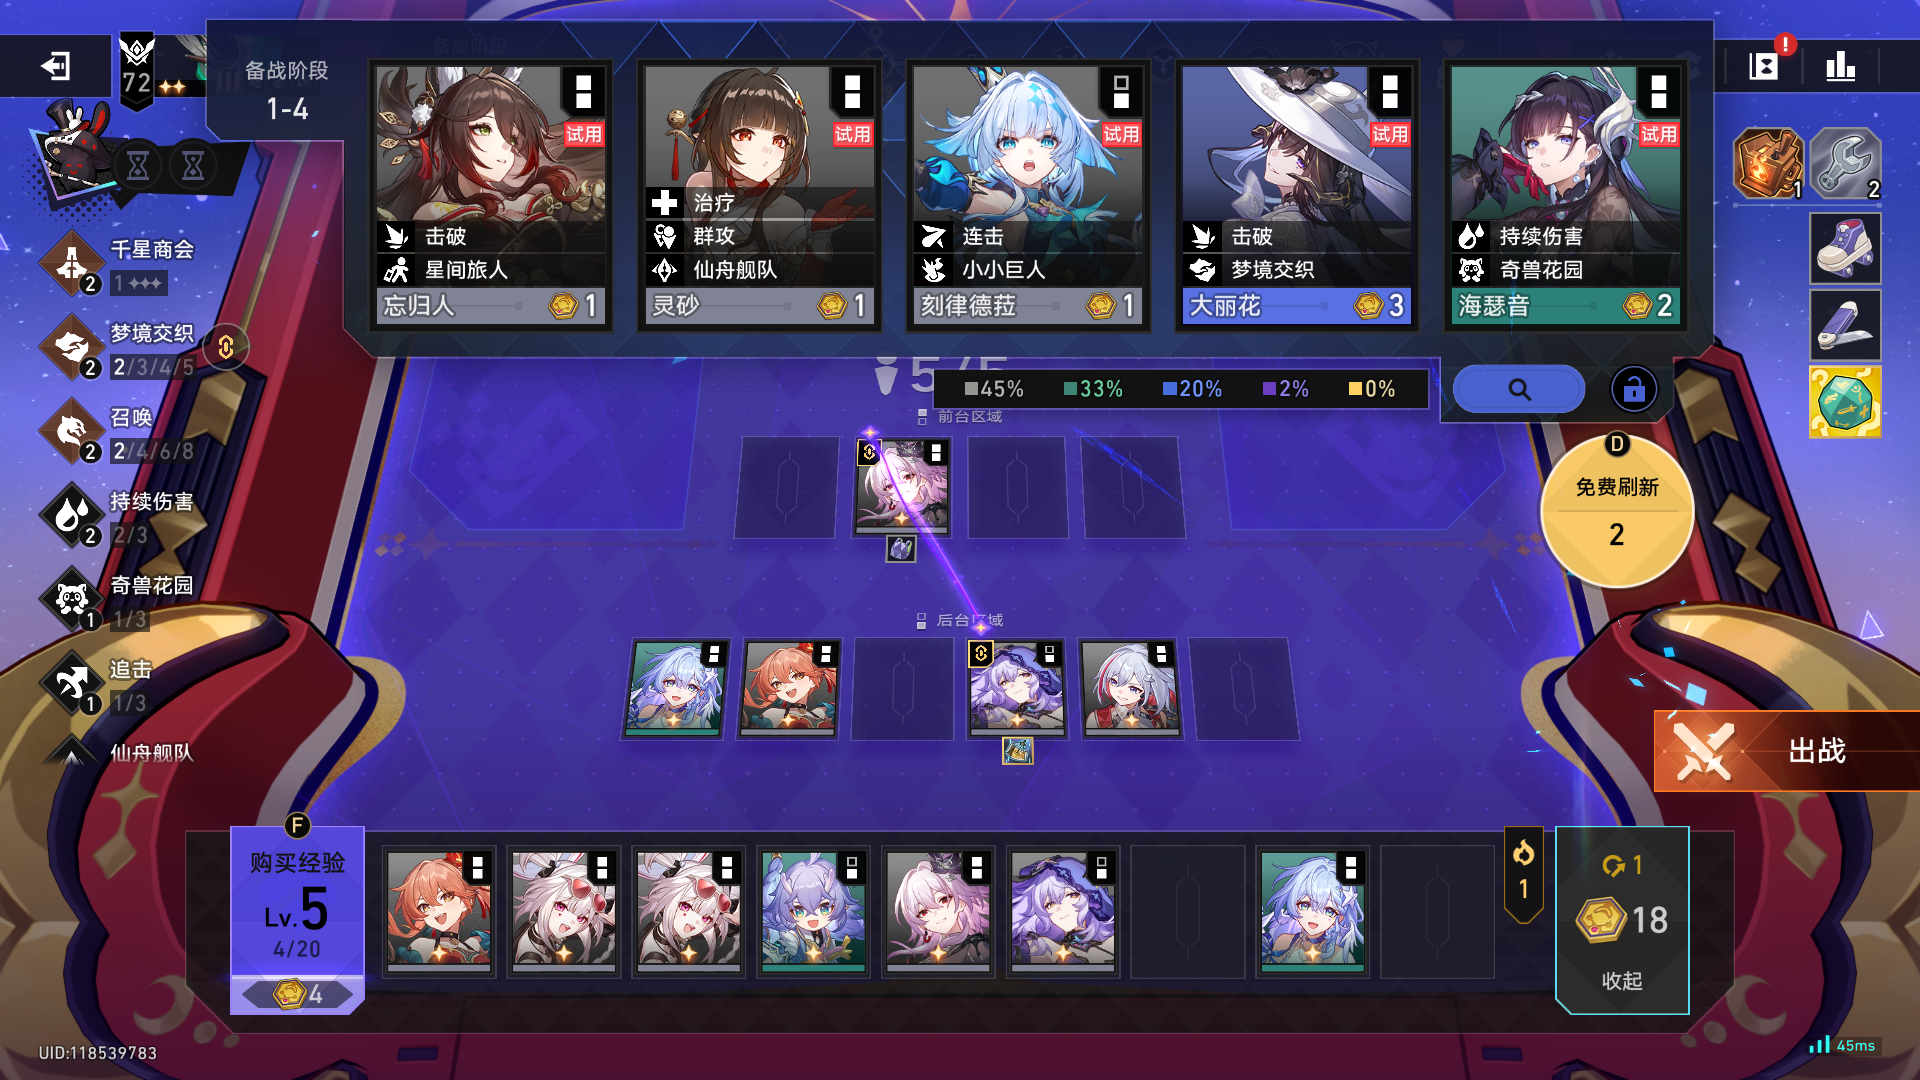 72
备战阶段
1-4
试用
击破
星间旅人
忘归人
1
试用
治疗
群攻
仙舟舰队
灵砂
1
试用
连击
小小巨人
刻律德菈
1
试用
击破
梦境交织
大丽花
3
试用
持续伤害
奇兽花园
海瑟音
2
1
2
千星商会
2
1
梦境交织
2
2/3/4/5
召唤
2
2/4/6/8
持续伤害
2
2/3
奇兽花园
1
1/3
追击
1
1/3
仙舟舰队
5/5
45%
33%
20%
2%
0%
前台区域
后台区域
D
免费刷新
2
出战
F
购买经验
Lv.5
4/20
4
1
1
18
收起
UID:118539783
45ms